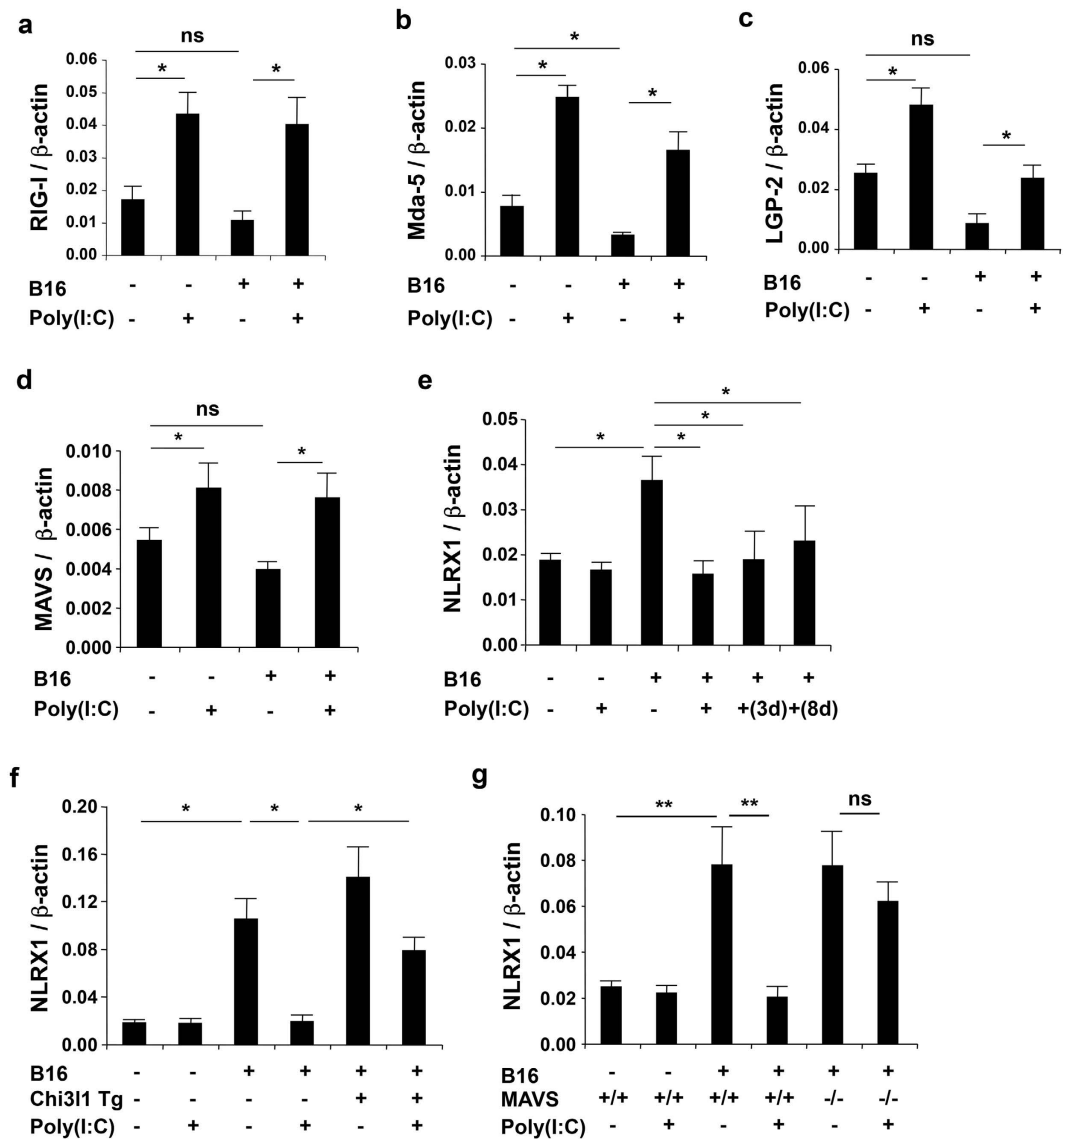 a
ns
* *
RIG-I / β-actin
0.06
0.05
0.04
0.03
0.02
0.01
0.00
B16 - - + +
Poly(I:C) - + - +
b
*
* *
Mda-5 / β-actin
0.03
0.02
0.01
0.00
B16 - - + +
Poly(I:C) - + - +
c
ns
* *
LGP-2 / β-actin
0.06
0.04
0.02
0.00
B16 - - + +
Poly(I:C) - + - +
d
ns
* *
MAVS / β-actin
0.010
0.008
0.006
0.004
0.002
0.000
B16 - - + +
Poly(I:C) - + - +
e
*
*
* *
NLRX1 / β-actin
0.05
0.04
0.03
0.02
0.01
0.00
B16 - - + + + +
Poly(I:C) - + - + +(3d)+(8d)
f
* * *
NLRX1 / β-actin
0.20
0.16
0.12
0.08
0.04
0.00
B16 - - + + + +
Chi3l1 Tg - - - - + +
Poly(I:C) - + - + - +
g
** ** ns
NLRX1 / β-actin
0.10
0.08
0.06
0.04
0.02
0.00
B16 - - + + + +
MAVS +/+ +/+ +/+ +/+ -/- -/-
Poly(I:C) - + - + - +